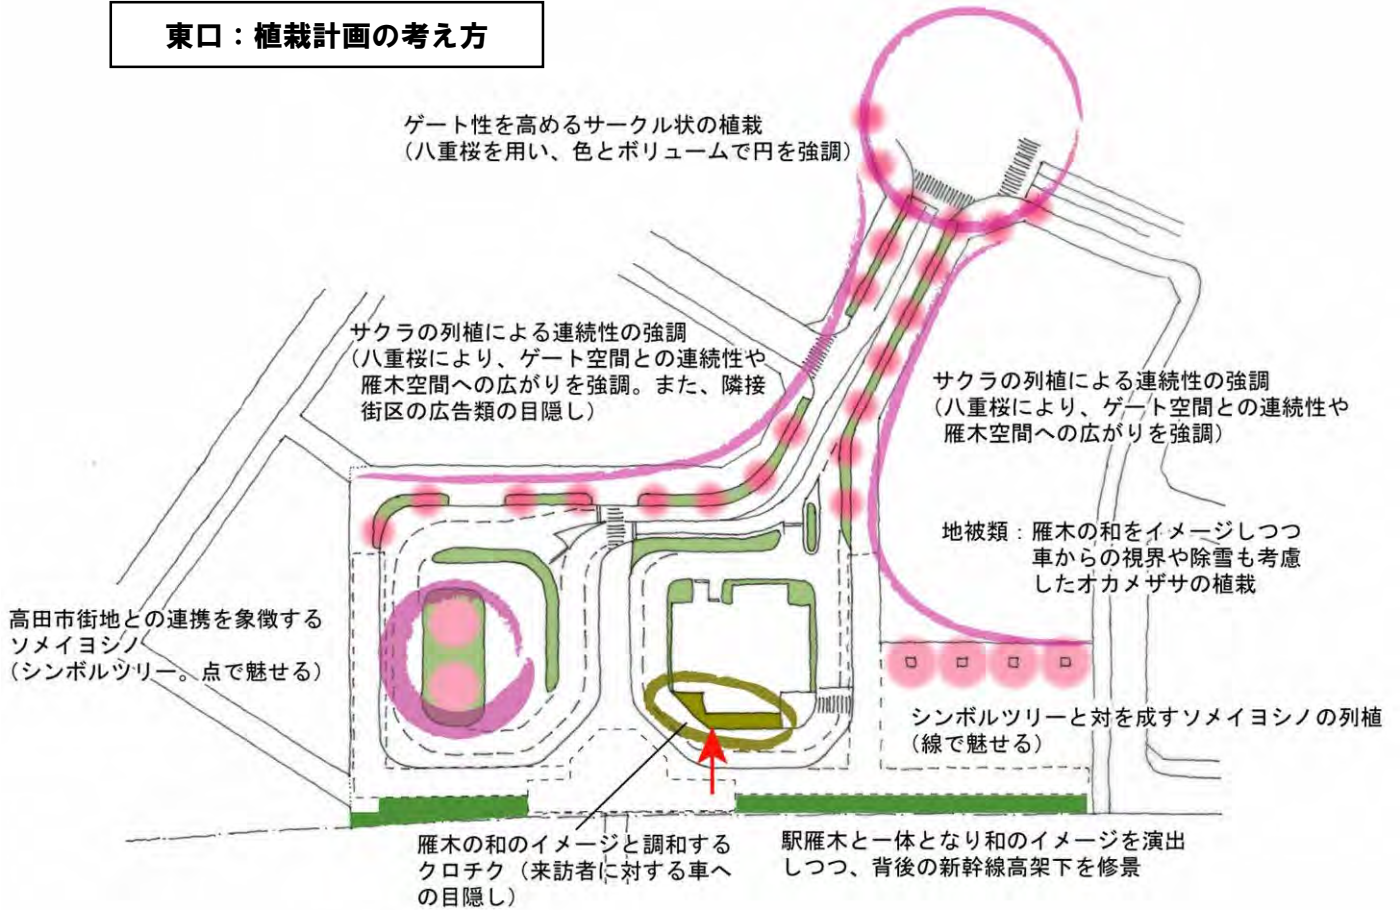 東口：植栽計画の考え方
ゲート性を高めるサークル状の植栽
（八重桜を用い、色とボリュームで円を強調）
サクラの列植による連続性の強調
（八重桜により、ゲート空間との連続性や
雁木空間への広がりを強調。また、隣接
街区の広告類の目隠し）
サクラの列植による連続性の強調
（八重桜により、ゲート空間との連続性や
雁木空間への広がりを強調）
地被類：雁木の和をイメージしつつ
車からの視界や除雪も考慮
したオカメザサの植栽
高田市街地との連携を象徴する
ソメイヨシノ
（シンボルツリー。点で魅せる）
シンボルツリーと対を成すソメイヨシノの列植
（線で魅せる）
雁木の和のイメージと調和する
クロチク（来訪者に対する車へ
の目隠し）
駅雁木と一体となり和のイメージを演出
しつつ、背後の新幹線高架下を修景